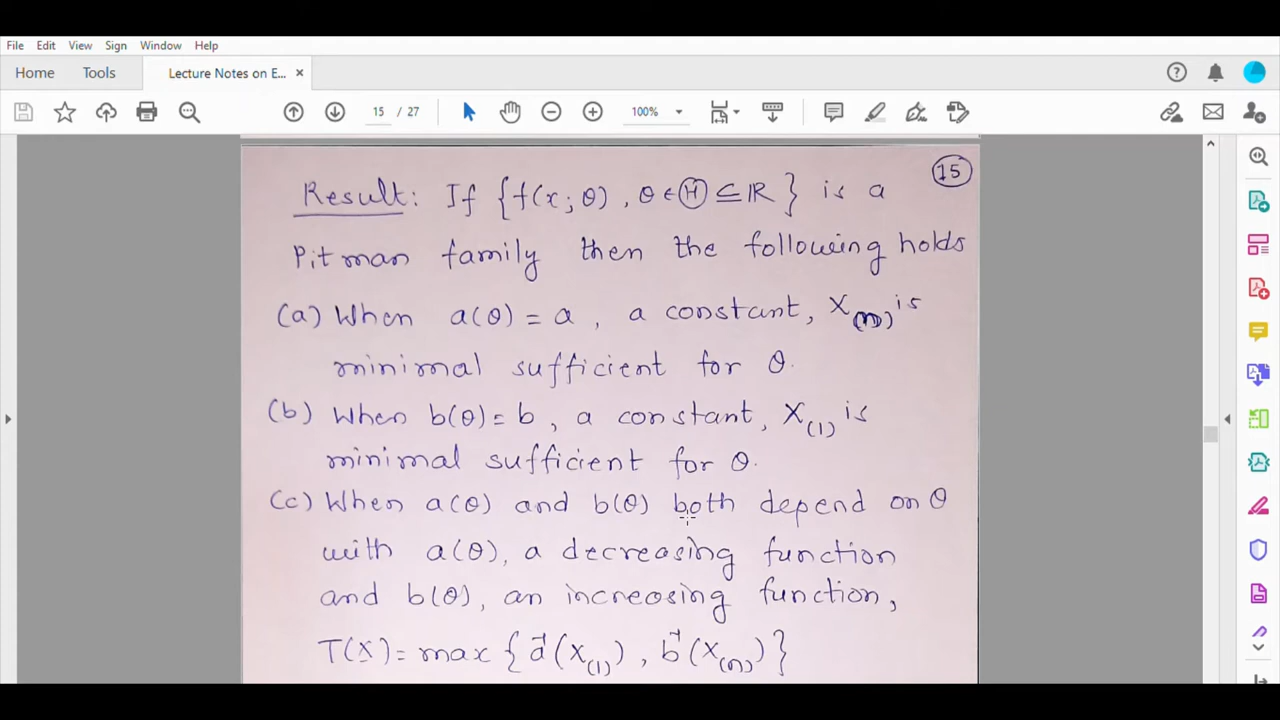 File Edit View Sign Window Help
Home Tools Lecture Notes on E... ×
15 / 27 100%
15
Result: If {f(x;θ), θ∈Ⓗ⊆ℝ} is a
Pitman family then the following holds
(a) When a(θ) = a, a constant, X(n) is
minimal sufficient for θ.
(b) When b(θ) = b, a constant, X(1) is
minimal sufficient for θ.
(c) When a(θ) and b(θ) both depend on θ
with a(θ), a decreasing function
and b(θ), an increasing function,
T(X) = max {a⁻¹(X(1)), b⁻¹(X(n))}